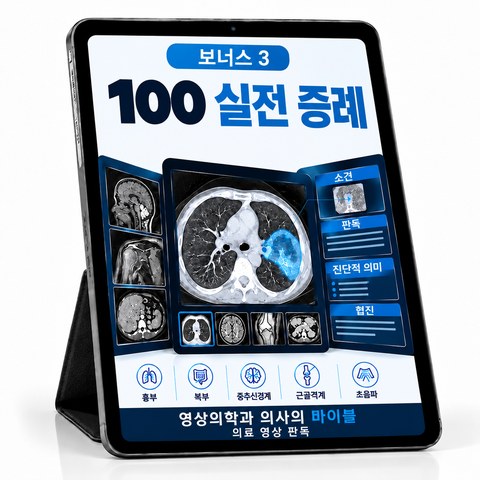 보너스 3
100 실전 증례
소견
판독
진단적 의미
협진
흉부
복부
중추신경계
근골격계
초음파
영상의학과 의사의 바이블
의료 영상 판독